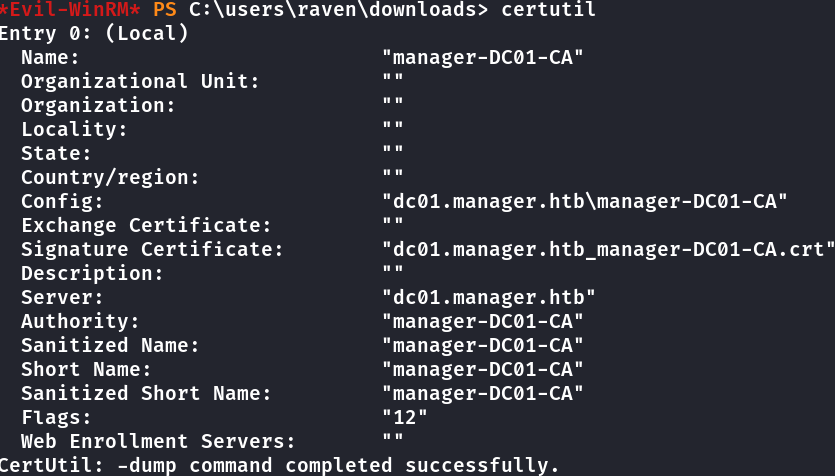 *Evil-WinRM* PS C:\users\raven\downloads> certutil
Entry 0: (Local)
  Name:                         "manager-DC01-CA"
  Organizational Unit:          ""
  Organization:                 ""
  Locality:                     ""
  State:                        ""
  Country/region:               ""
  Config:                       "dc01.manager.htb\manager-DC01-CA"
  Exchange Certificate:         ""
  Signature Certificate:        "dc01.manager.htb_manager-DC01-CA.crt"
  Description:                  ""
  Server:                       "dc01.manager.htb"
  Authority:                    "manager-DC01-CA"
  Sanitized Name:               "manager-DC01-CA"
  Short Name:                   "manager-DC01-CA"
  Sanitized Short Name:         "manager-DC01-CA"
  Flags:                        "12"
  Web Enrollment Servers:       ""
CertUtil: -dump command completed successfully.